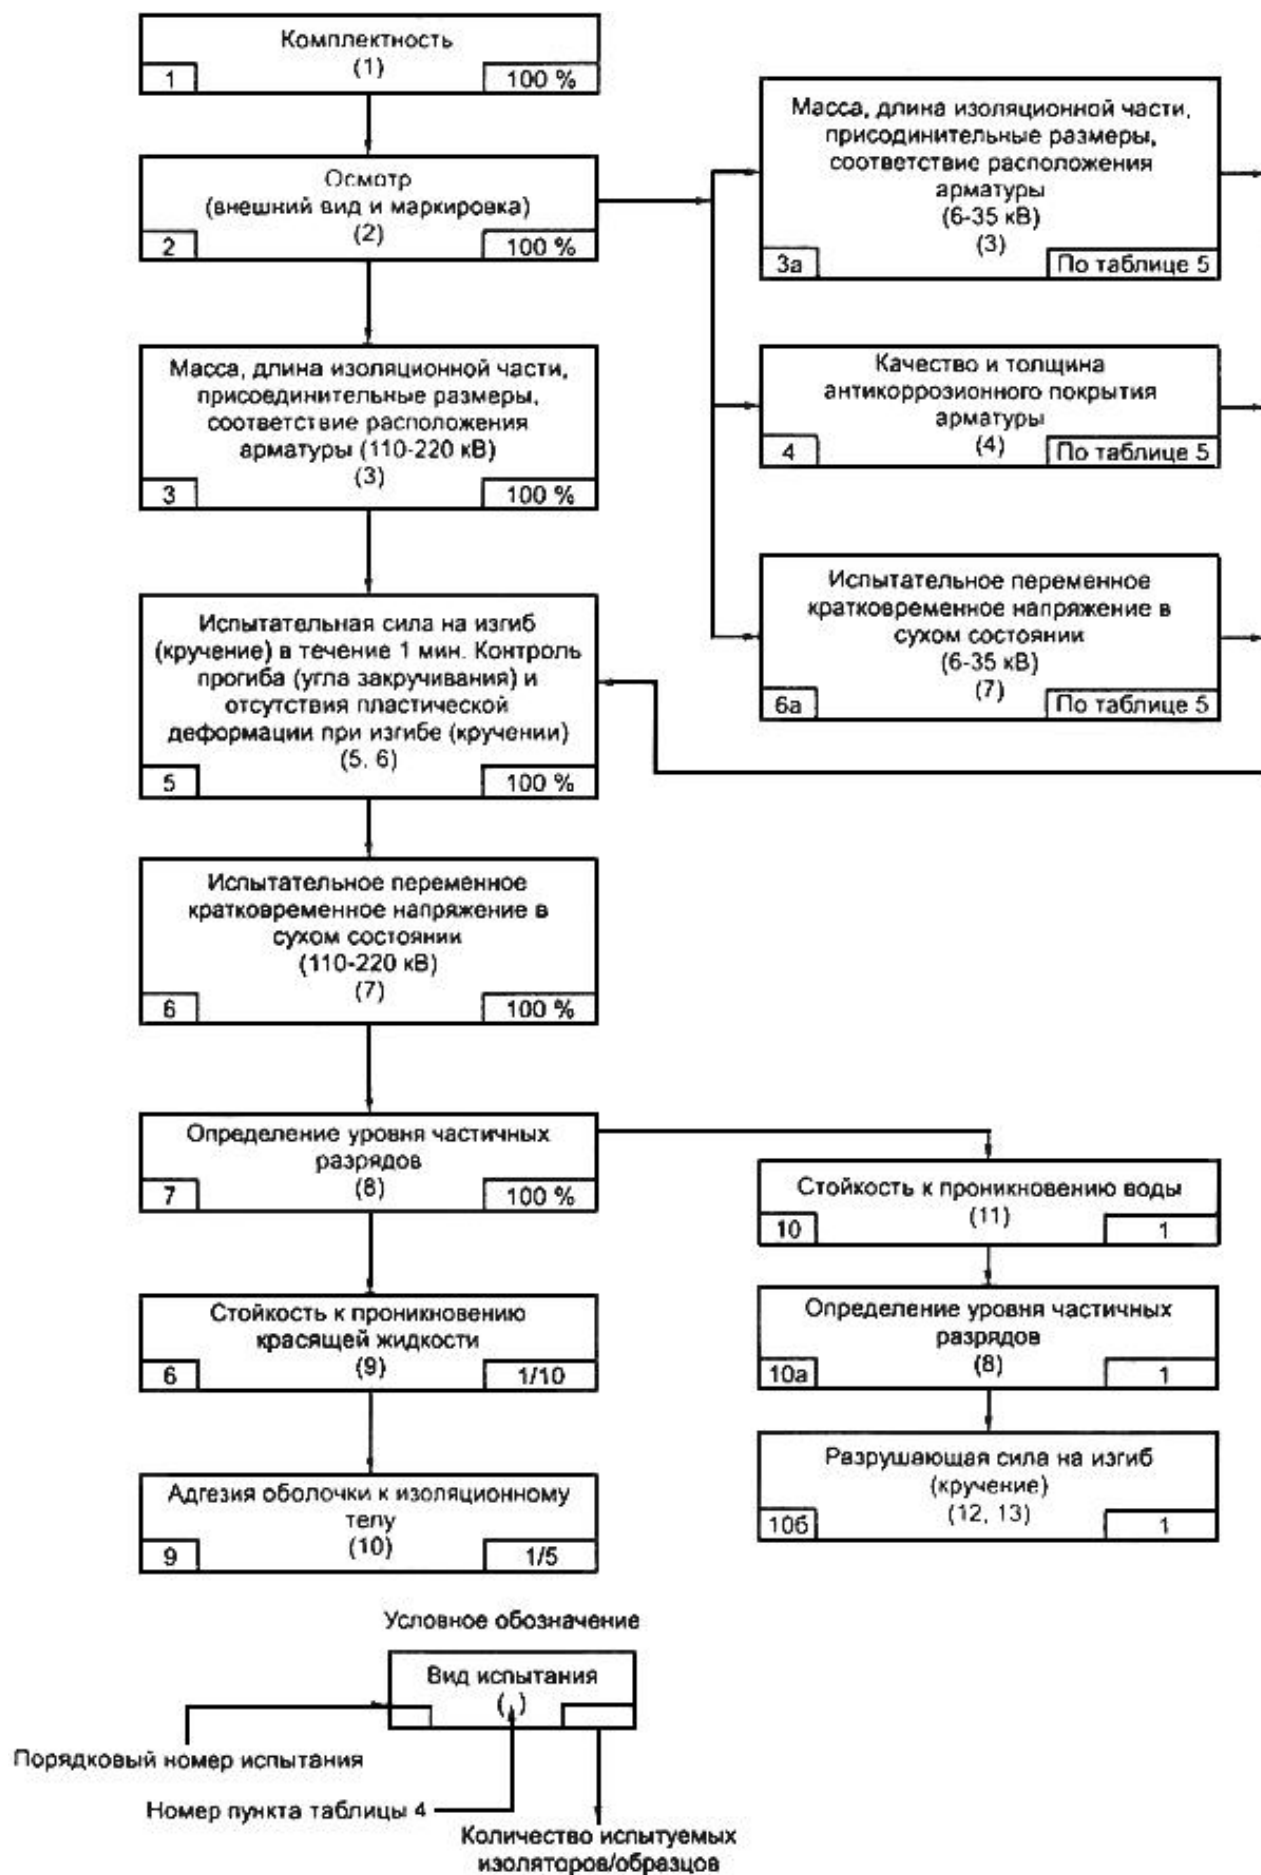 Комплектность
(1)
1
100 %
Осмотр
(внешний вид и маркировка)
(2)
2
100 %
Масса, длина изоляционной части,
присодинительные размеры,
соответствие расположения
арматуры
(6-35 кВ)
(3)
3а
По таблице 5
Масса, длина изоляционной части,
присоединительные размеры,
соответствие расположения
арматуры (110-220 кВ)
(3)
3
100 %
Качество и толщина
антикоррозионного покрытия
арматуры
(4)
4
По таблице 5
Испытательная сила на изгиб
(кручение) в течение 1 мин. Контроль
прогиба (угла закручивания) и
отсутствия пластической
деформации при изгибе (кручении)
(5, 6)
5
100 %
Испытательное переменное
кратковременное напряжение в
сухом состоянии
(6-35 кВ)
(7)
6а
По таблице 5
Испытательное переменное
кратковременное напряжение в
сухом состоянии
(110-220 кВ)
(7)
6
100 %
Определение уровня частичных
разрядов
(8)
7
100 %
Стойкость к проникновению воды
(11)
10
1
Стойкость к проникновению
красящей жидкости
(9)
6
1/10
Определение уровня частичных
разрядов
(8)
10а
1
Адгезия оболочки к изоляционному
телу
(10)
9
1/5
Разрушающая сила на изгиб
(кручение)
(12, 13)
10б
1
Условное обозначение
Вид испытания
( )
Порядковый номер испытания
Номер пункта таблицы 4
Количество испытуемых
изоляторов/образцов